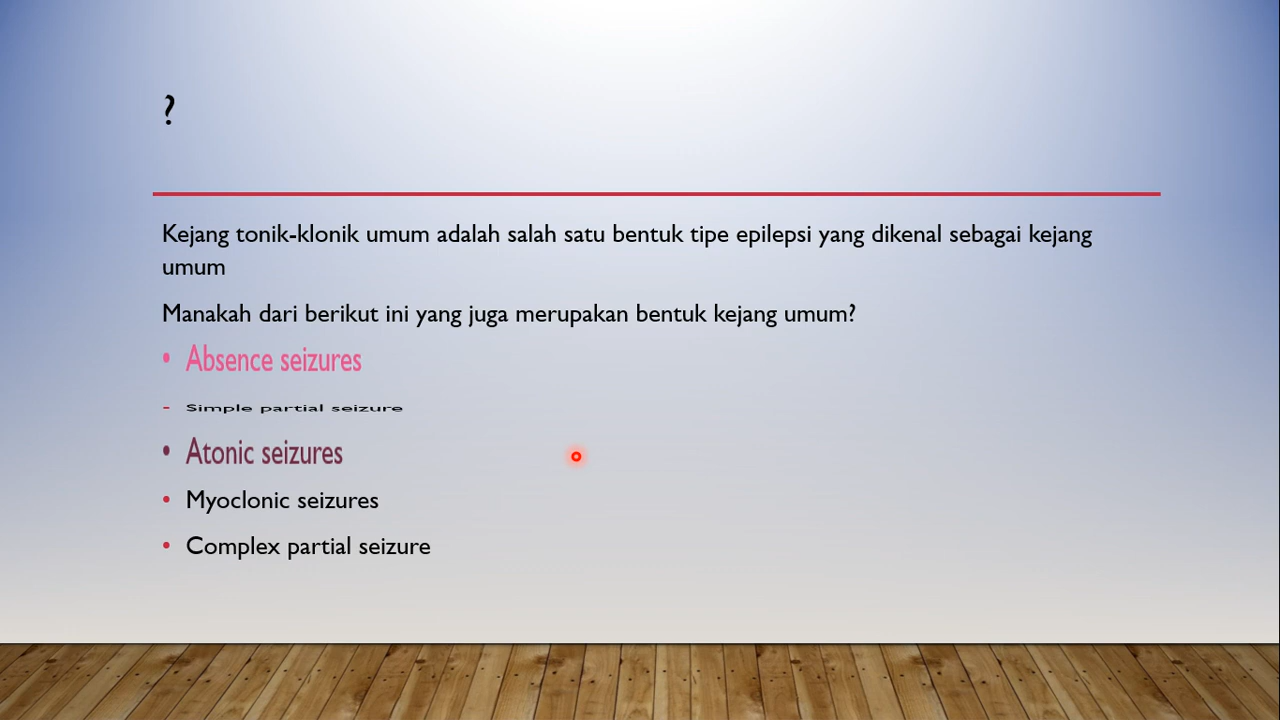 ?
Kejang tonik-klonik umum adalah salah satu bentuk tipe epilepsi yang dikenal sebagai kejang
umum
Manakah dari berikut ini yang juga merupakan bentuk kejang umum?
• Absence seizures
- Simple partial seizure
• Atonic seizures
• Myoclonic seizures
• Complex partial seizure